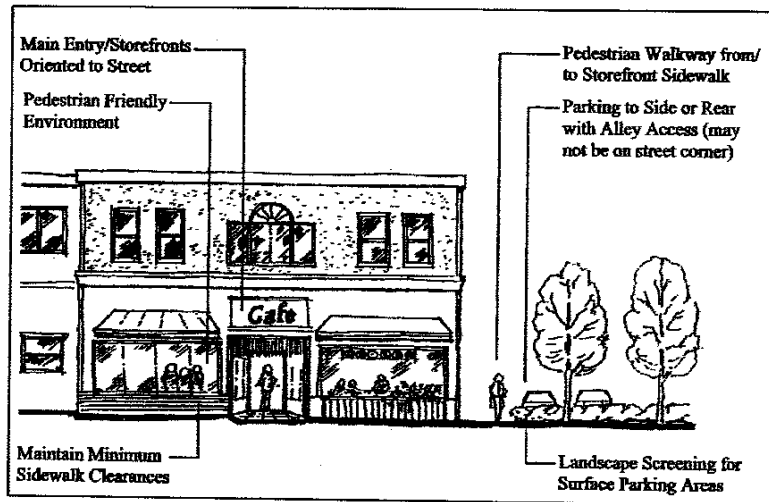 Main Entry/Storefronts
Oriented to Street
Pedestrian Friendly
Environment
Pedestrian Walkway from/
to Storefront Sidewalk
Parking to Side or Rear
with Alley Access (may
not be on street corner)
Cafe
Maintain Minimum
Sidewalk Clearances
Landscape Screening for
Surface Parking Areas